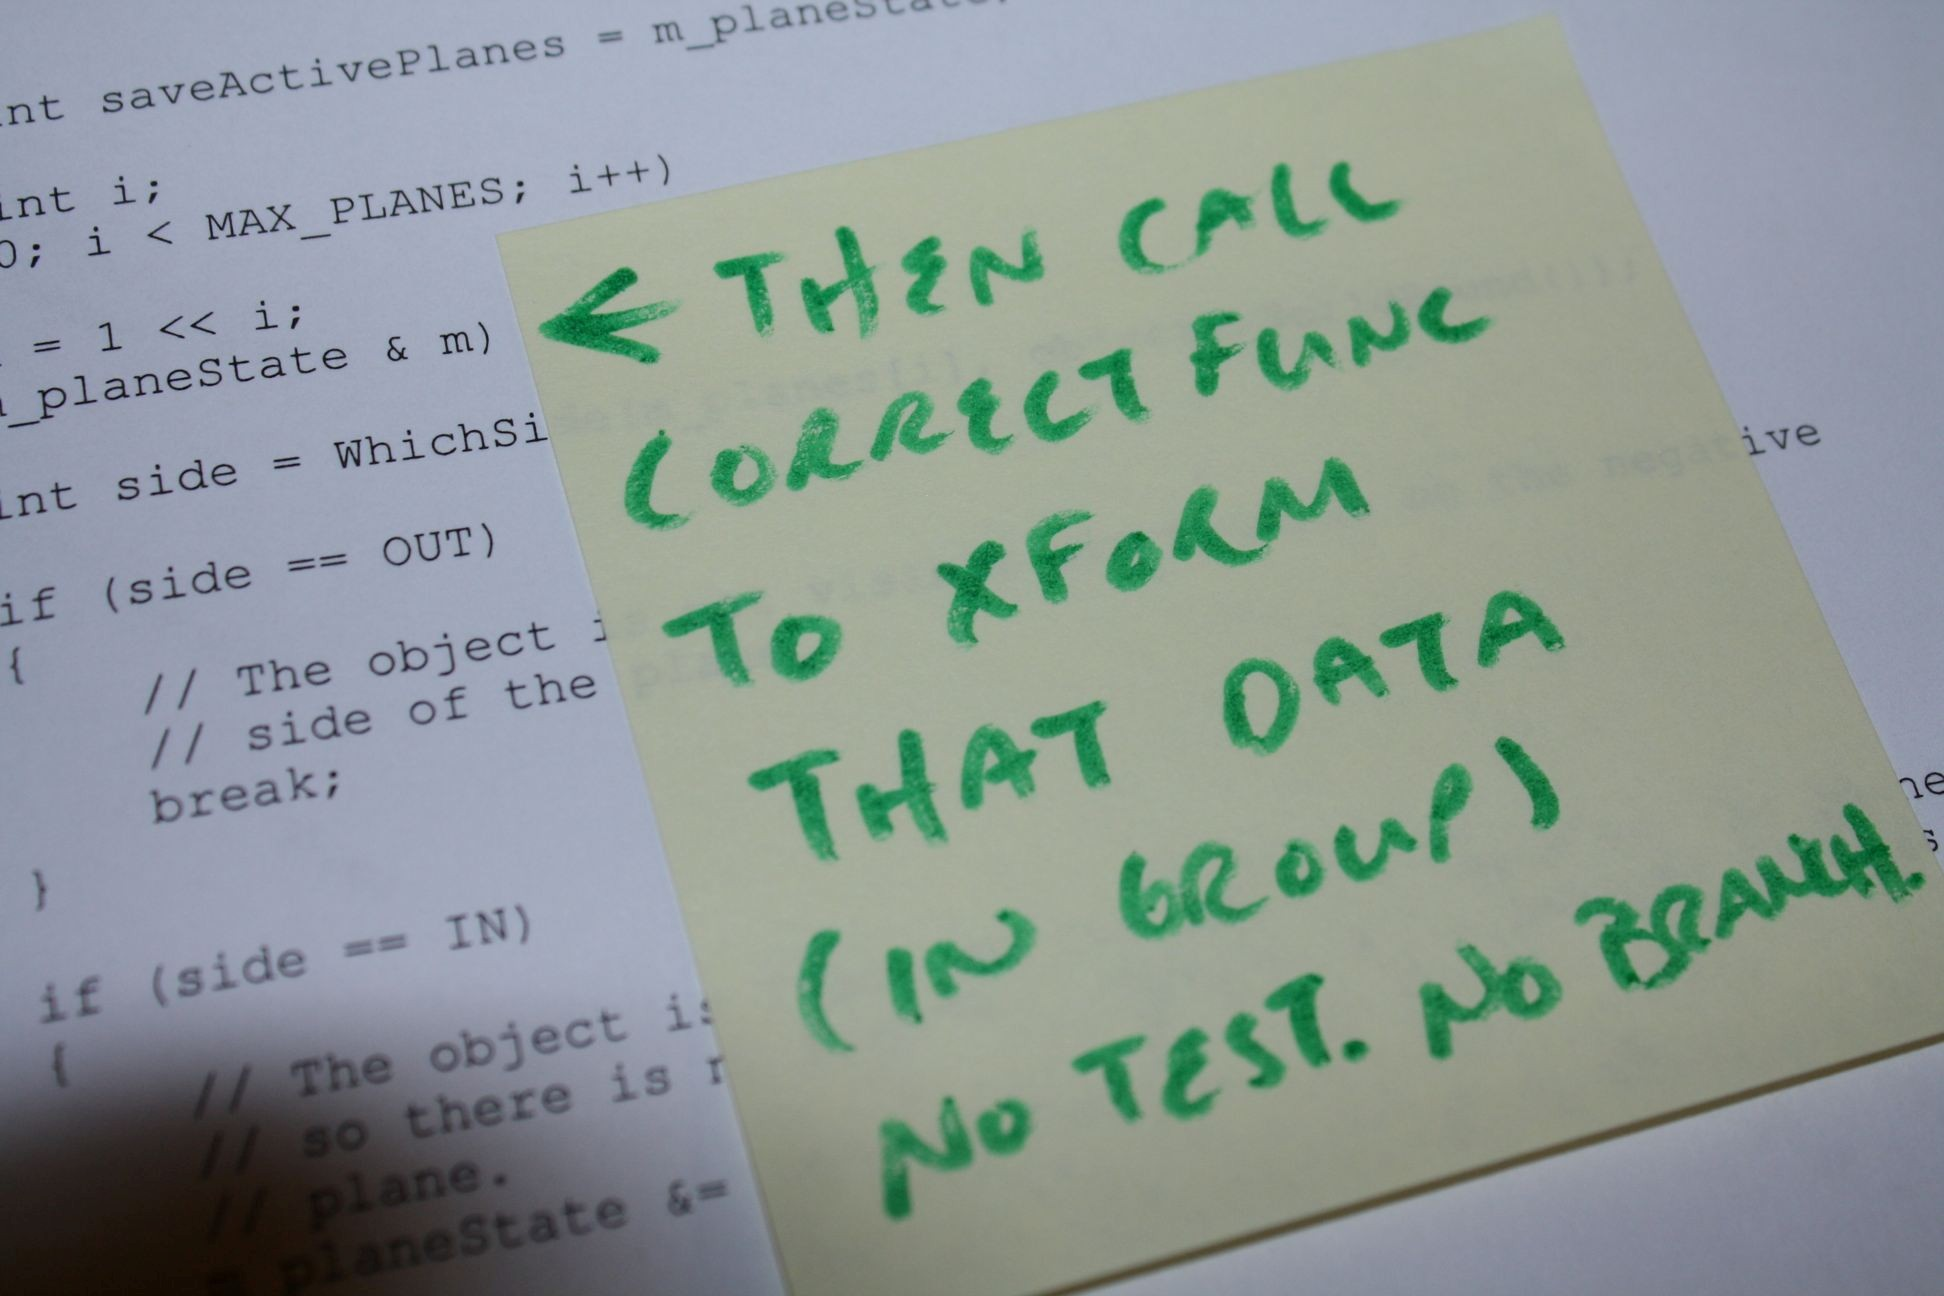 int saveActivePlanes = m_planeState;
int i;
0; i < MAX_PLANES; i++)
= 1 << i;
m_planeState & m)
int side = WhichSi
if (side == OUT)
{
// The object i
// side of the
break;
}
if (side == IN)
{
// The object is
// so there is n
// plane.
m_planeState &=
ive
← THEN CALL
CORRECT FUNC
TO XFORM
THAT DATA
(IN GROUP)
NO TEST. NO BRANCH.